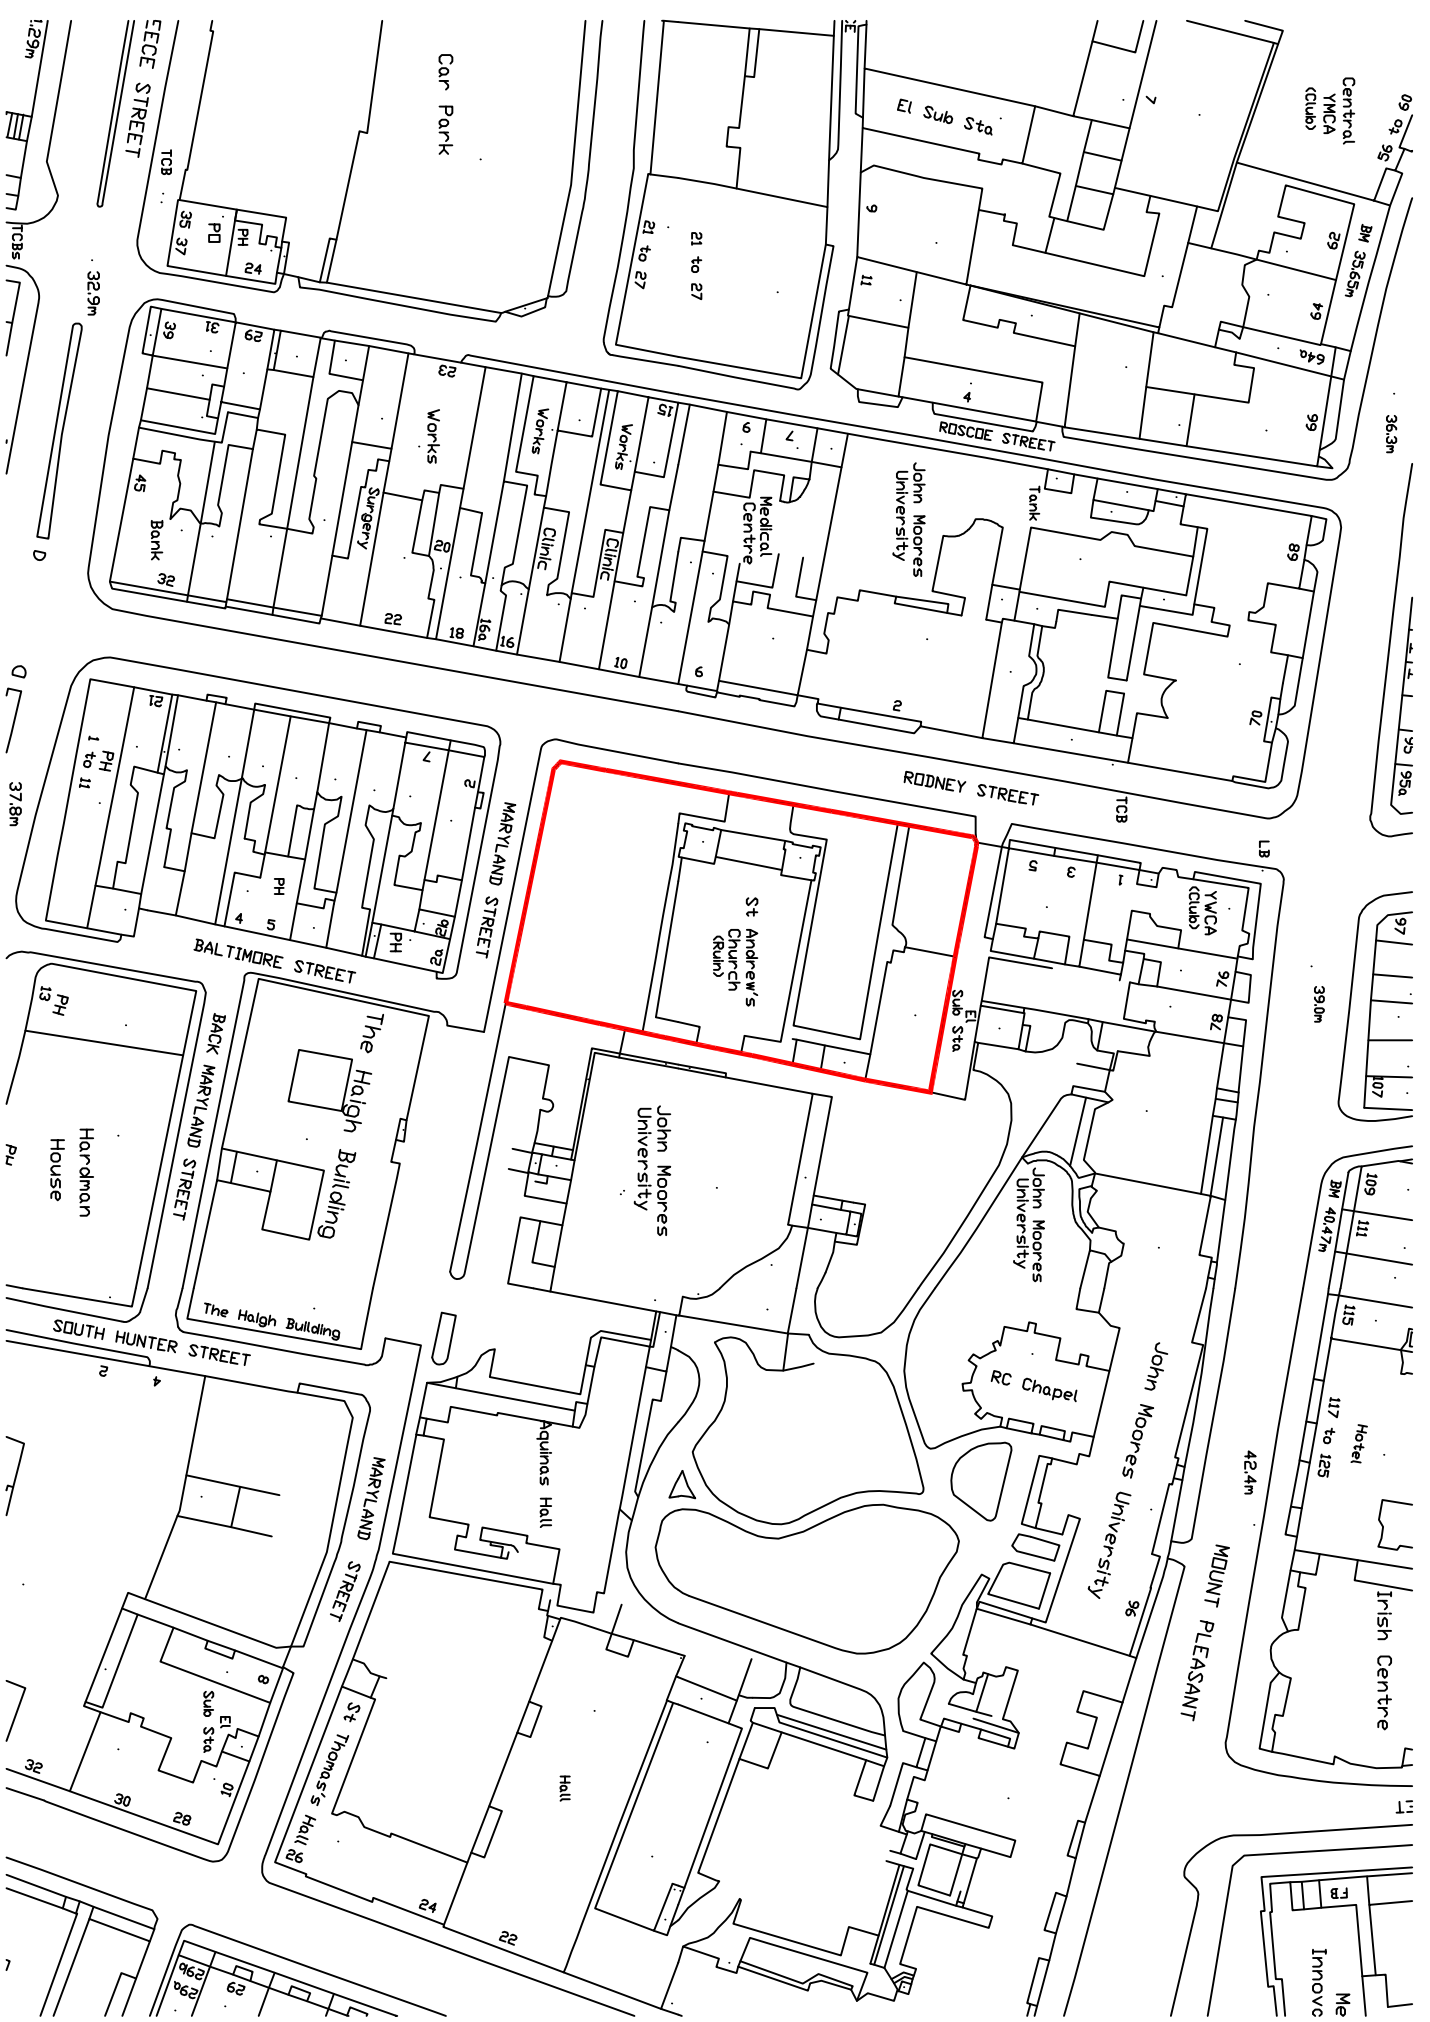 .29m
EECE STREET
TCB
Car Park
El Sub Sta
7
Central
YMCA
(Club)
56 to 60
BM 35.65m
62
64
64a
66
36.3m
TCBs
32.9m
35 37
PO
PH
24
21 to 27
21 to 27
9
11
4
ROSCOE STREET
39
31
29
23
Works
Works
Works
15
9
7
Medical
Centre
John Moores
University
Tank
68
45
Bank
32
Surgery
20
22
18
16a
16
Clinic
Clinic
10
6
2
70
D
D
37.8m
PH
1 to 11
21
7
2
PH
4
5
PH
2b
2a
MARYLAND STREET
RODNEY STREET
TCB
LB
95
95a
St Andrew's
Church
(Ruin)
5
3
1
YWCA
(Club)
76
78
El
Sub Sta
97
39.0m
107
BALTIMORE STREET
PH
13
BACK MARYLAND STREET
The Haigh Building
Hardman
House
PL
The Haigh Building
John Moores
University
John Moores
University
RC Chapel
John Moores University
96
109
111
115
BM 40.47m
117 to 125
Hotel
42.4m
MOUNT PLEASANT
Irish Centre
SOUTH HUNTER STREET
2
4
MARYLAND STREET
Aquinas Hall
St Thomas's Hall
Hall
8
El
Sub Sta
10
32
30
28
26
24
22
29b
29a
29
ET
FB
Me
Innovc